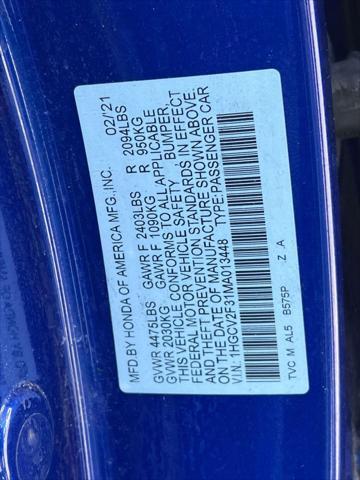 MFD BY HONDA OF AMERICA MFG.,INC. 02/'21
GVWR 4475LBS GAWR F 2403LBS R 2094LBS
GVWR 2030KG GAWR F 1090KG R 950KG
THIS VEHICLE CONFORMS TO ALL APPLICABLE
FEDERAL MOTOR VEHICLE SAFETY, BUMPER,
AND THEFT PREVENTION STANDARDS IN EFFECT
ON THE DATE OF MANUFACTURE SHOWN ABOVE
V.I.N.: 1HGCV2F31MA013448 TYPE:PASSENGER CAR
TVC M AL5 B575P Z A